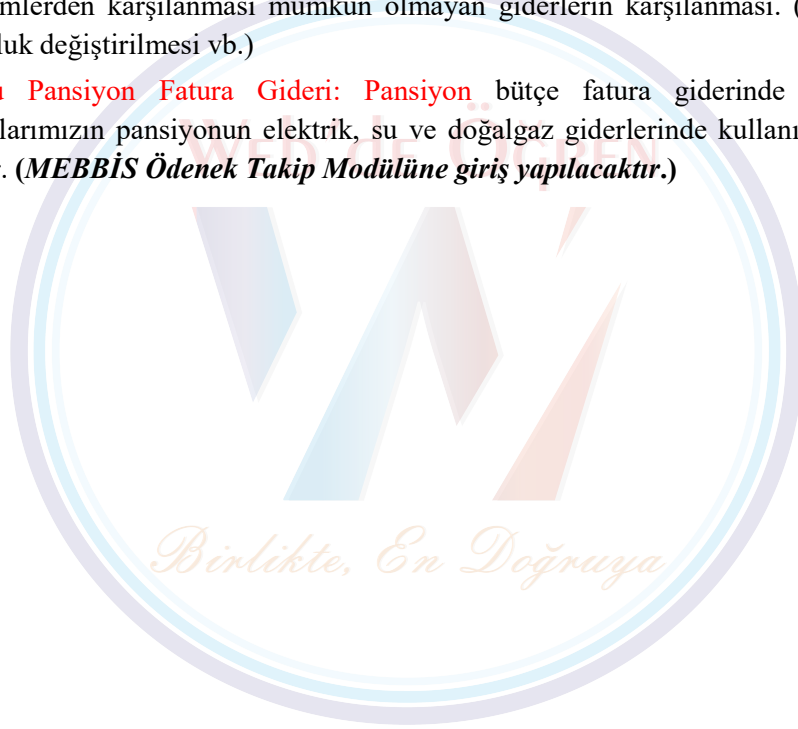 mlerden karşılanması mümkün olmayan giderlerin karşılanması. (
luk değiştirilmesi vb.)
Pansiyon Fatura Gideri: Pansiyon bütçe fatura giderinde
larımızın pansiyonun elektrik, su ve doğalgaz giderlerinde kullanı
. (MEBBİS Ödenek Takip Modülüne giriş yapılacaktır.)
Web'de Öğren
Birlikte, En Doğruya